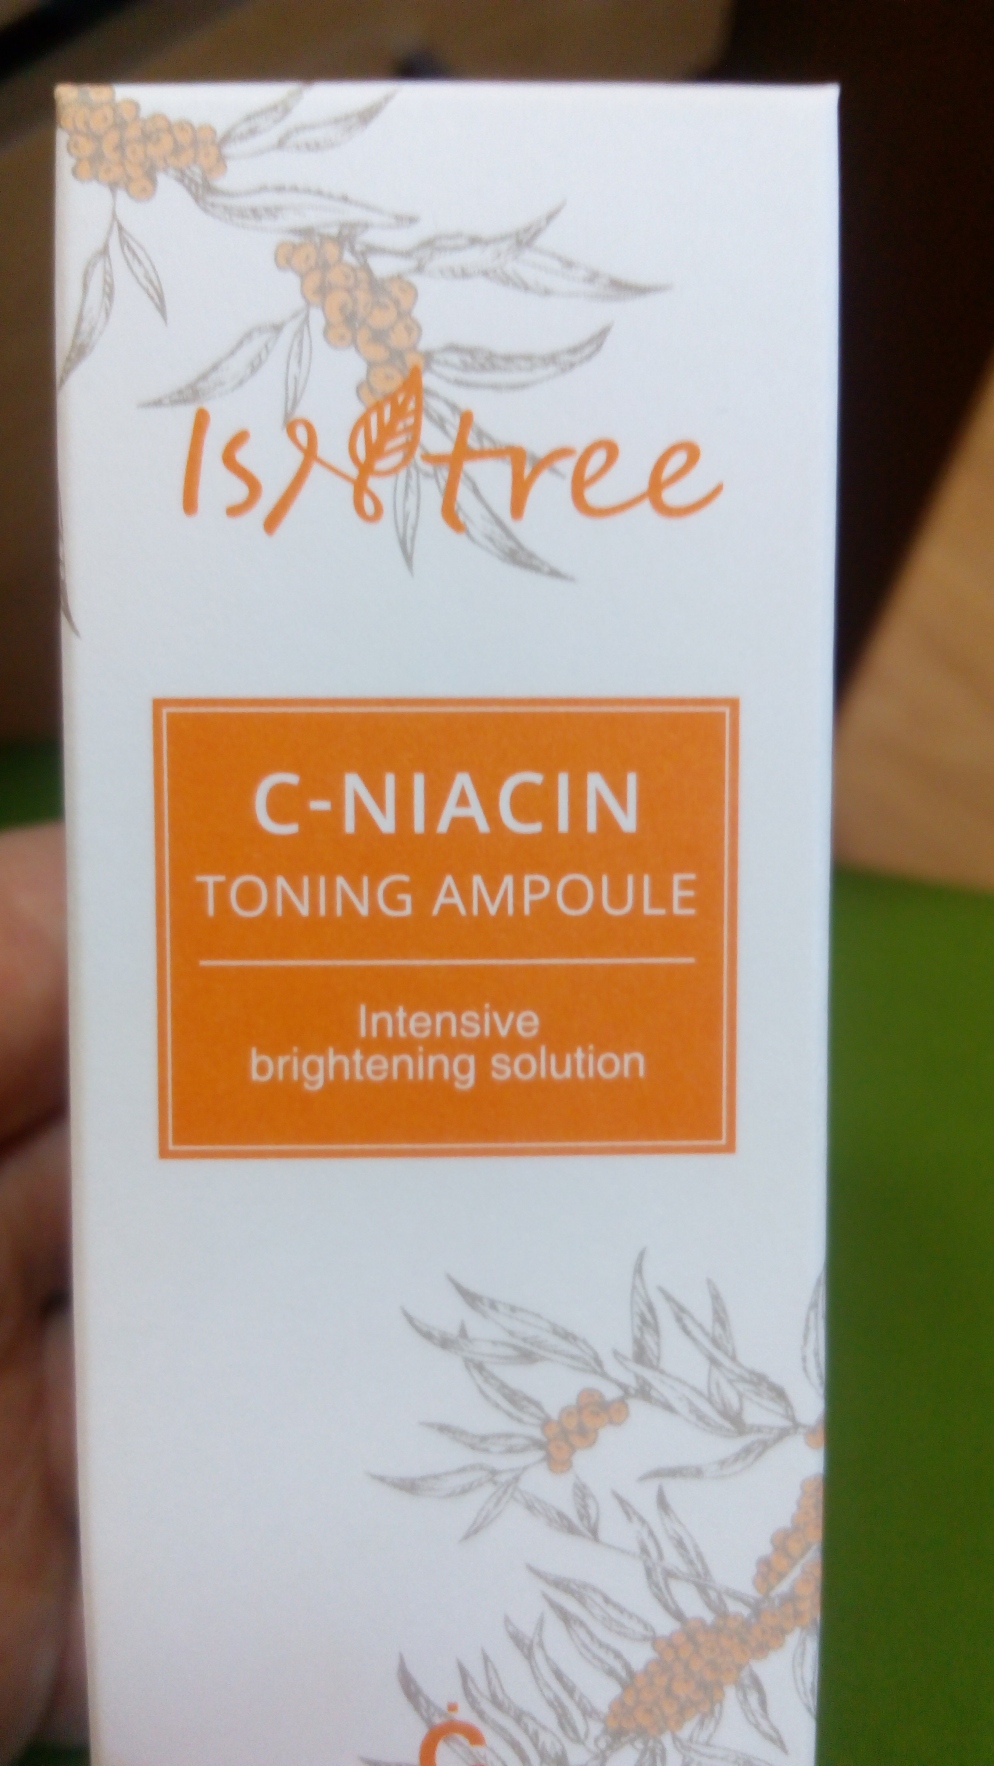 Isntree
C-NIACIN
TONING AMPOULE
Intensive
brightening solution